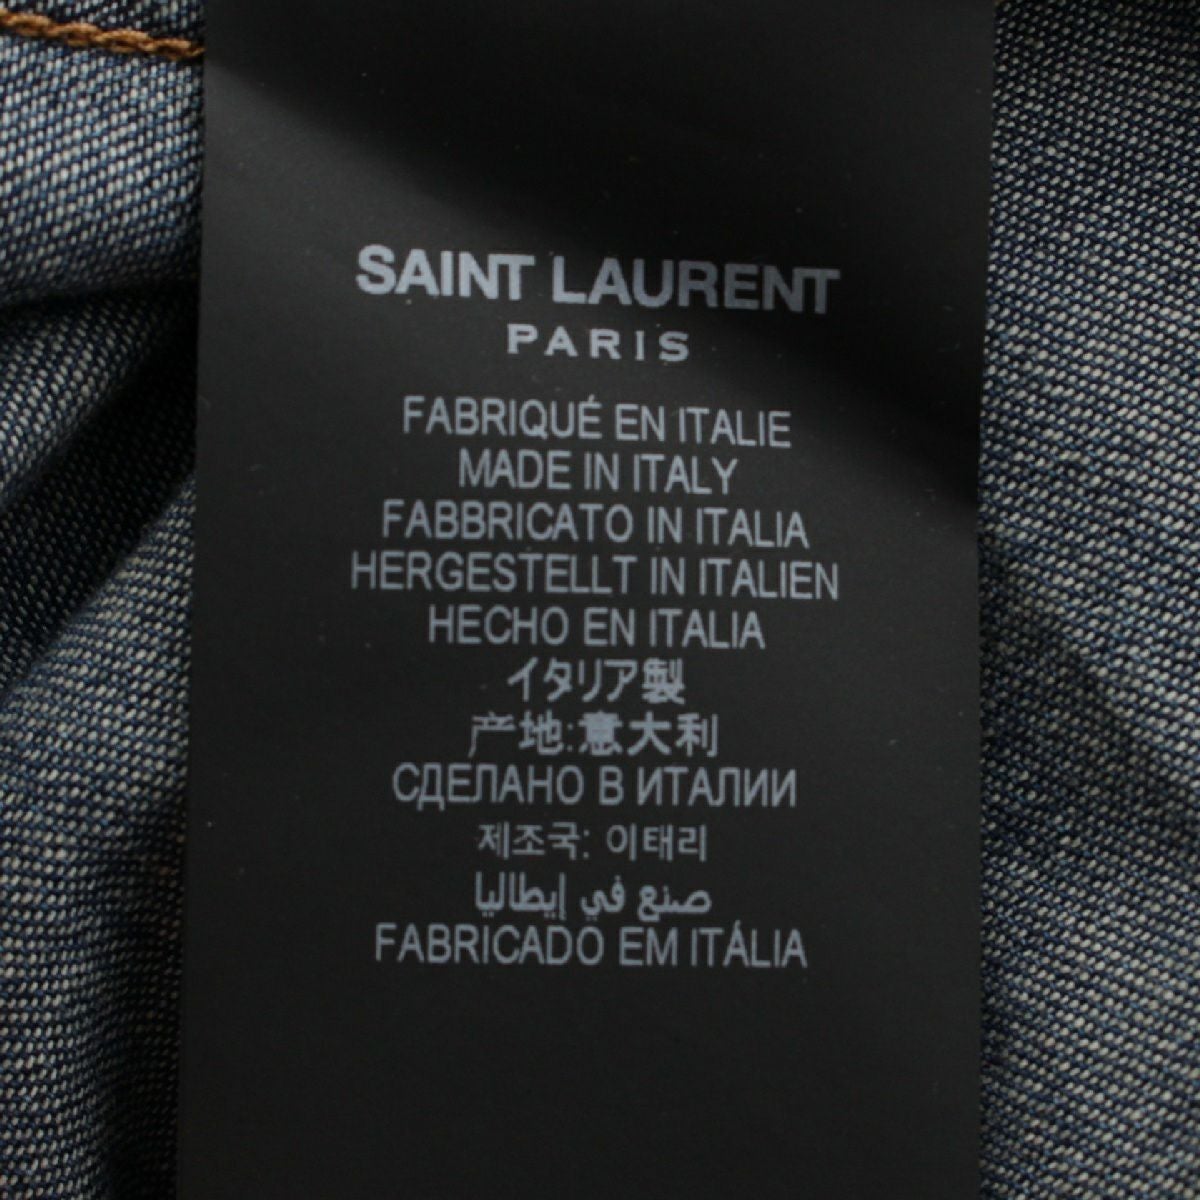 SAINT LAURENT
PARIS
FABRIQUÉ EN ITALIE
MADE IN ITALY
FABBRICATO IN ITALIA
HERGESTELLT IN ITALIEN
HECHO EN ITALIA
イタリア製
产地:意大利
СДЕЛАНО В ИТАЛИИ
제조국: 이태리
صنع في إيطاليا
FABRICADO EM ITÁLIA